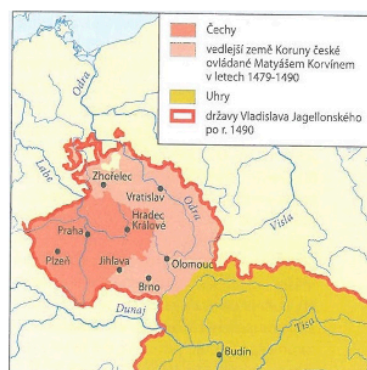 Čechy
vedlejší země Koruny české
ovládané Matyášem Korvínem
v letech 1479-1490
Uhry
državy Vladislava Jagellonského
po r. 1490
Odra
Labe
Zhořelec
Vratislav
Odra
Visla
Hradec
Králové
Praha
Plzeň
Jihlava
Olomouc
Brno
Dunaj
Tisa
Budín